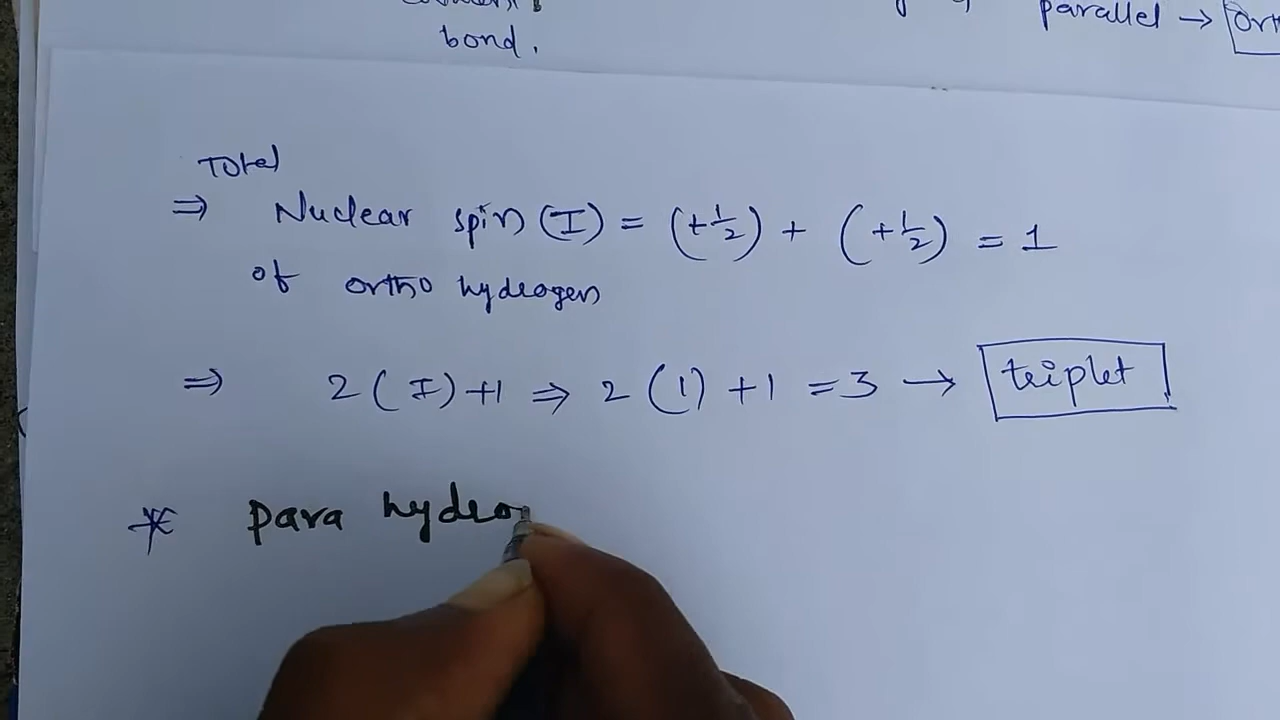 bond.
parallel →
Total
⇒ Nuclear spin (I) = (+1/2) + (+1/2) = 1
of ortho hydrogen
⇒ 2(I)+1 ⇒ 2(1)+1 = 3 → triplet
* para hydro